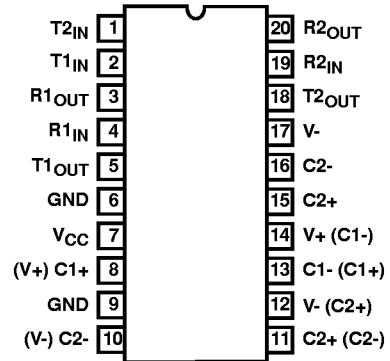 T2IN 1 20 R2OUT
T1IN 2 19 R2IN
R1OUT 3 18 T2OUT
R1IN 4 17 V-
T1OUT 5 16 C2-
GND 6 15 C2+
VCC 7 14 V+ (C1-)
(V+) C1+ 8 13 C1- (C1+)
GND 9 12 V- (C2+)
(V-) C2- 10 11 C2+ (C2-)